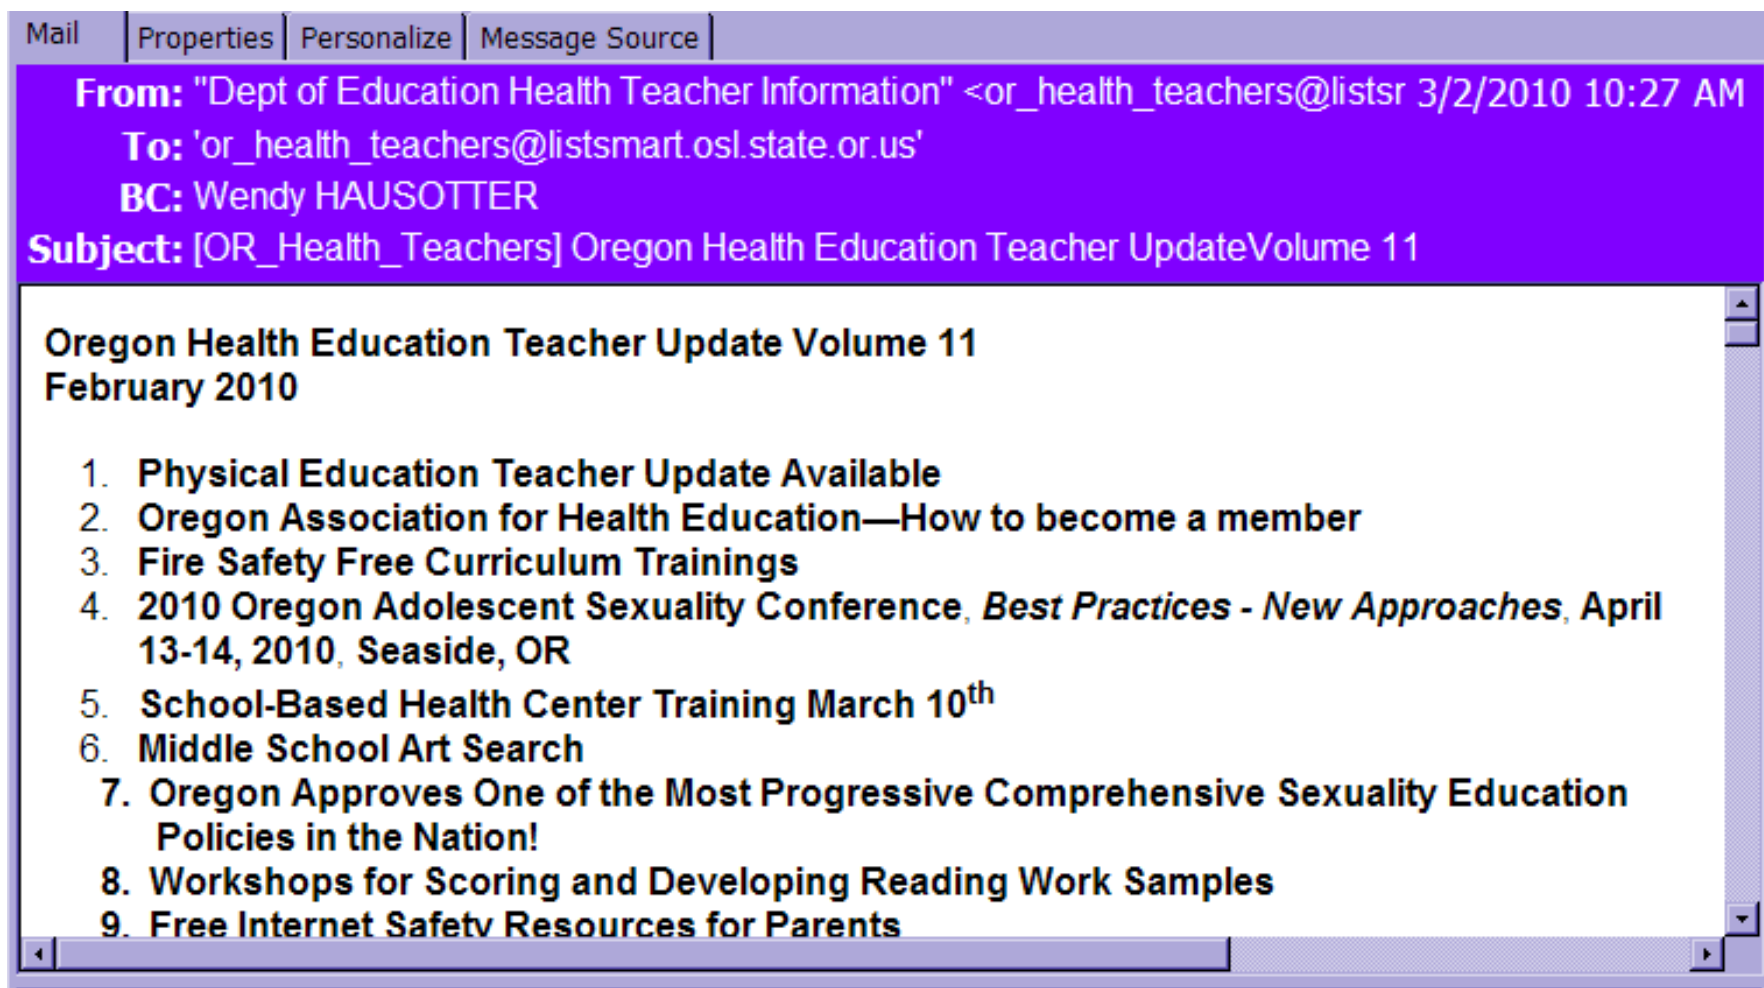 Mail Properties Personalize Message Source
From: "Dept of Education Health Teacher Information" <or_health_teachers@listsr 3/2/2010 10:27 AM
To: 'or_health_teachers@listsmart.osl.state.or.us'
BC: Wendy HAUSOTTER
Subject: [OR_Health_Teachers] Oregon Health Education Teacher UpdateVolume 11
Oregon Health Education Teacher Update Volume 11
February 2010
1. Physical Education Teacher Update Available
2. Oregon Association for Health Education—How to become a member
3. Fire Safety Free Curriculum Trainings
4. 2010 Oregon Adolescent Sexuality Conference, Best Practices - New Approaches, April
13-14, 2010, Seaside, OR
5. School-Based Health Center Training March 10th
6. Middle School Art Search
7. Oregon Approves One of the Most Progressive Comprehensive Sexuality Education
Policies in the Nation!
8. Workshops for Scoring and Developing Reading Work Samples
9. Free Internet Safety Resources for Parents